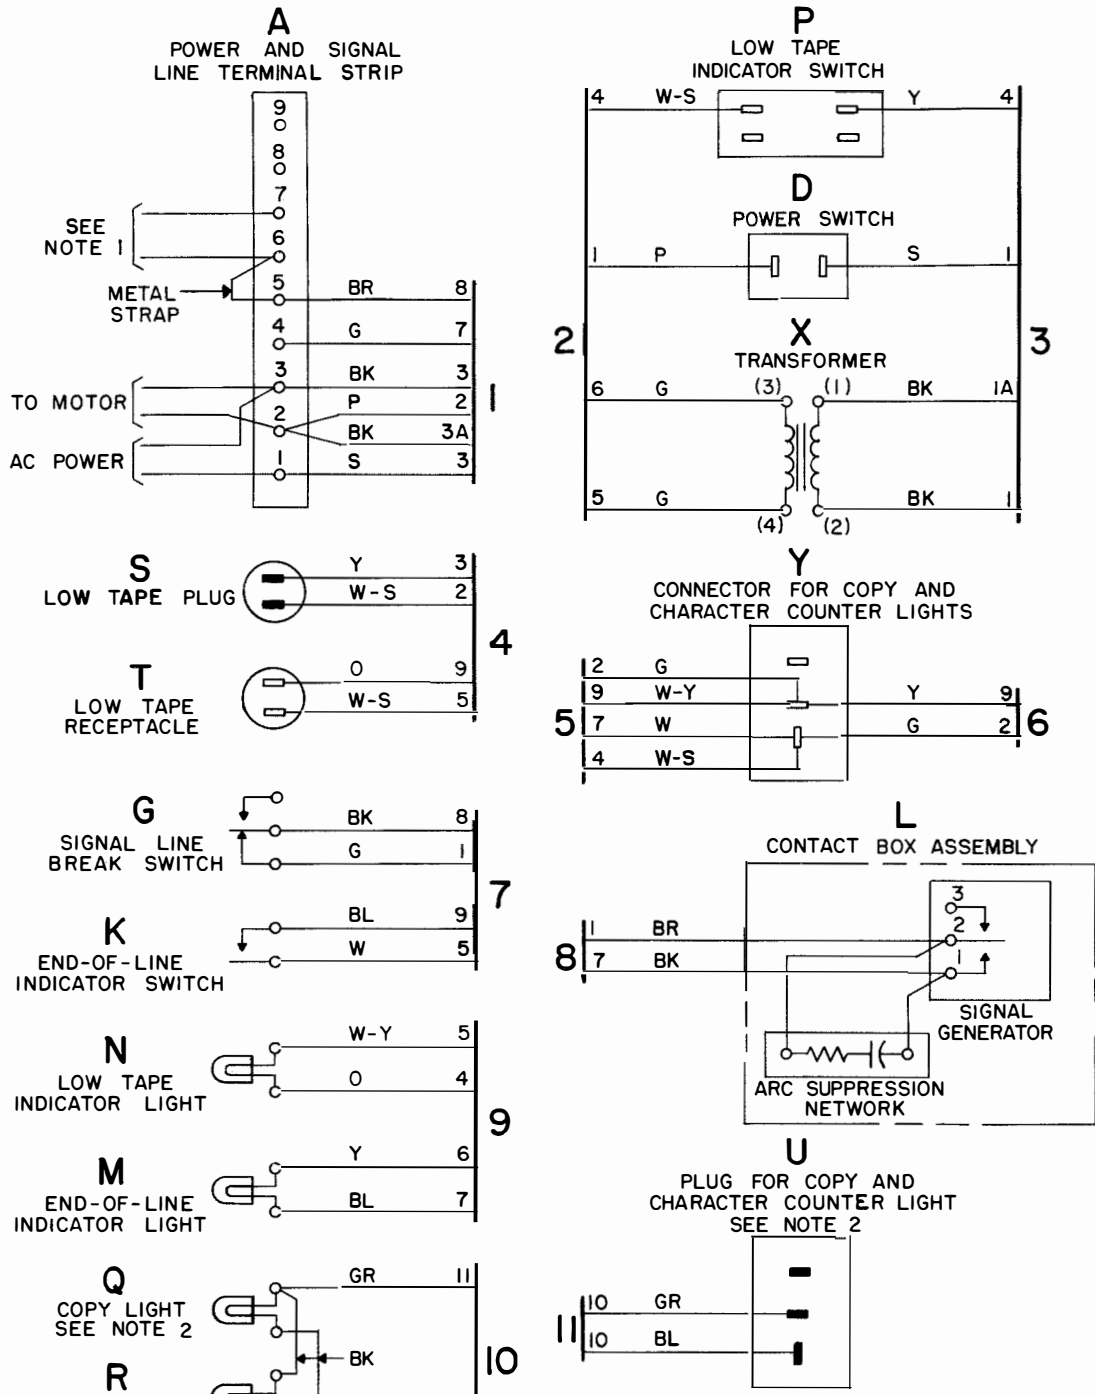 A
POWER AND SIGNAL
LINE TERMINAL STRIP
9
8
7
SEE
NOTE 1
6
METAL
STRAP
5 BR 8
4 G 7
3 BK 3
TO MOTOR
P 2
2
BK 3A
AC POWER
1 S 3
1
S
LOW TAPE PLUG
Y 3
W-S 2
4
T
LOW TAPE
RECEPTACLE
O 9
W-S 5
G
SIGNAL LINE
BREAK SWITCH
BK 8
G 1
7
K
END-OF-LINE
INDICATOR SWITCH
BL 9
W 5
N
LOW TAPE
INDICATOR LIGHT
W-Y 5
O 4
9
M
END-OF-LINE
INDICATOR LIGHT
Y 6
BL 7
Q
COPY LIGHT
SEE NOTE 2
GR 11
BK
10
R
P
LOW TAPE
INDICATOR SWITCH
4 W-S Y 4
D
POWER SWITCH
1 P S 1
2
3
X
TRANSFORMER
6 G (3) (1) BK 1A
5 G (4) (2) BK 1
Y
CONNECTOR FOR COPY AND
CHARACTER COUNTER LIGHTS
2 G
9 W-Y Y 9
5
7 W G 2
6
4 W-S
L
CONTACT BOX ASSEMBLY
3
2
1
8
1 BR
7 BK
SIGNAL
GENERATOR
ARC SUPPRESSION
NETWORK
U
PLUG FOR COPY AND
CHARACTER COUNTER LIGHT
SEE NOTE 2
11
10 GR
10 BL